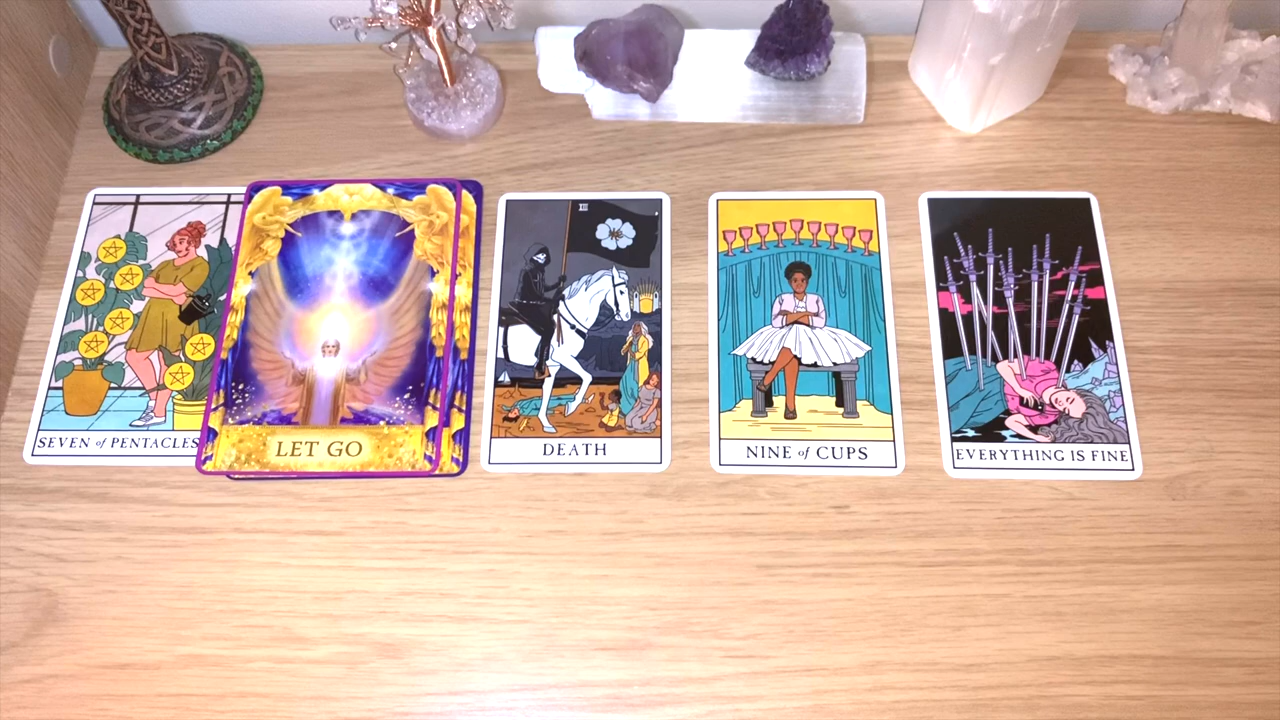 SEVEN of PENTACLES
LET GO
XIII
DEATH
NINE of CUPS
EVERYTHING IS FINE